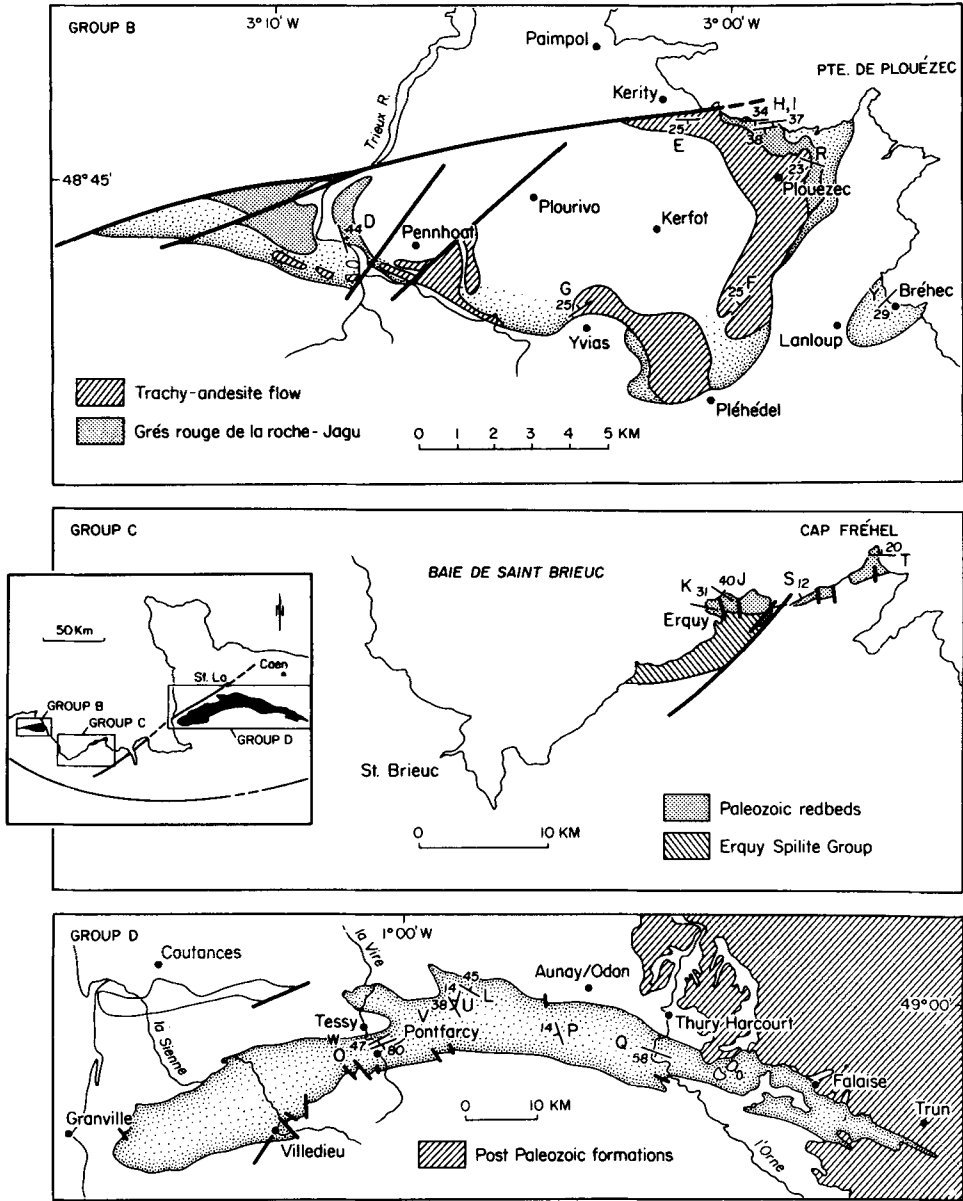 GROUP B
3° 10' W
3° 00' W
Paimpol
PTE. DE PLOUÉZEC
Trieux R.
Kerity
34
H, I
37
38
25
E
R
23
48° 45'
Plouezec
Plourivo
Kerfot
44
D
Pennhoat
G
25
25
F
Y
Bréhec
29
Yvias
Lanloup
Pléhédel
Trachy-andesite flow
Grés rouge de la roche-Jagu
0 1 2 3 4 5 KM
GROUP C
CAP FRÉHEL
BAIE DE SAINT BRIEUC
20
T
40
J
S
12
K
31
Erquy
N
50 Km
Caen
St. Lo
GROUP B
GROUP C
GROUP D
St. Brieuc
Paleozoic redbeds
Erquy Spilite Group
0 10 KM
GROUP D
1° 00' W
Coutances
la Vire
la Sienne
Aunay/Odon
49° 00'
45
14
L
V
38
U
Tessy
W
47
Pontfarcy
O
80
14
P
Thury Harcourt
Q
58
Falaise
Granville
0 10 KM
Trun
Villedieu
l'Orne
Post Paleozoic formations